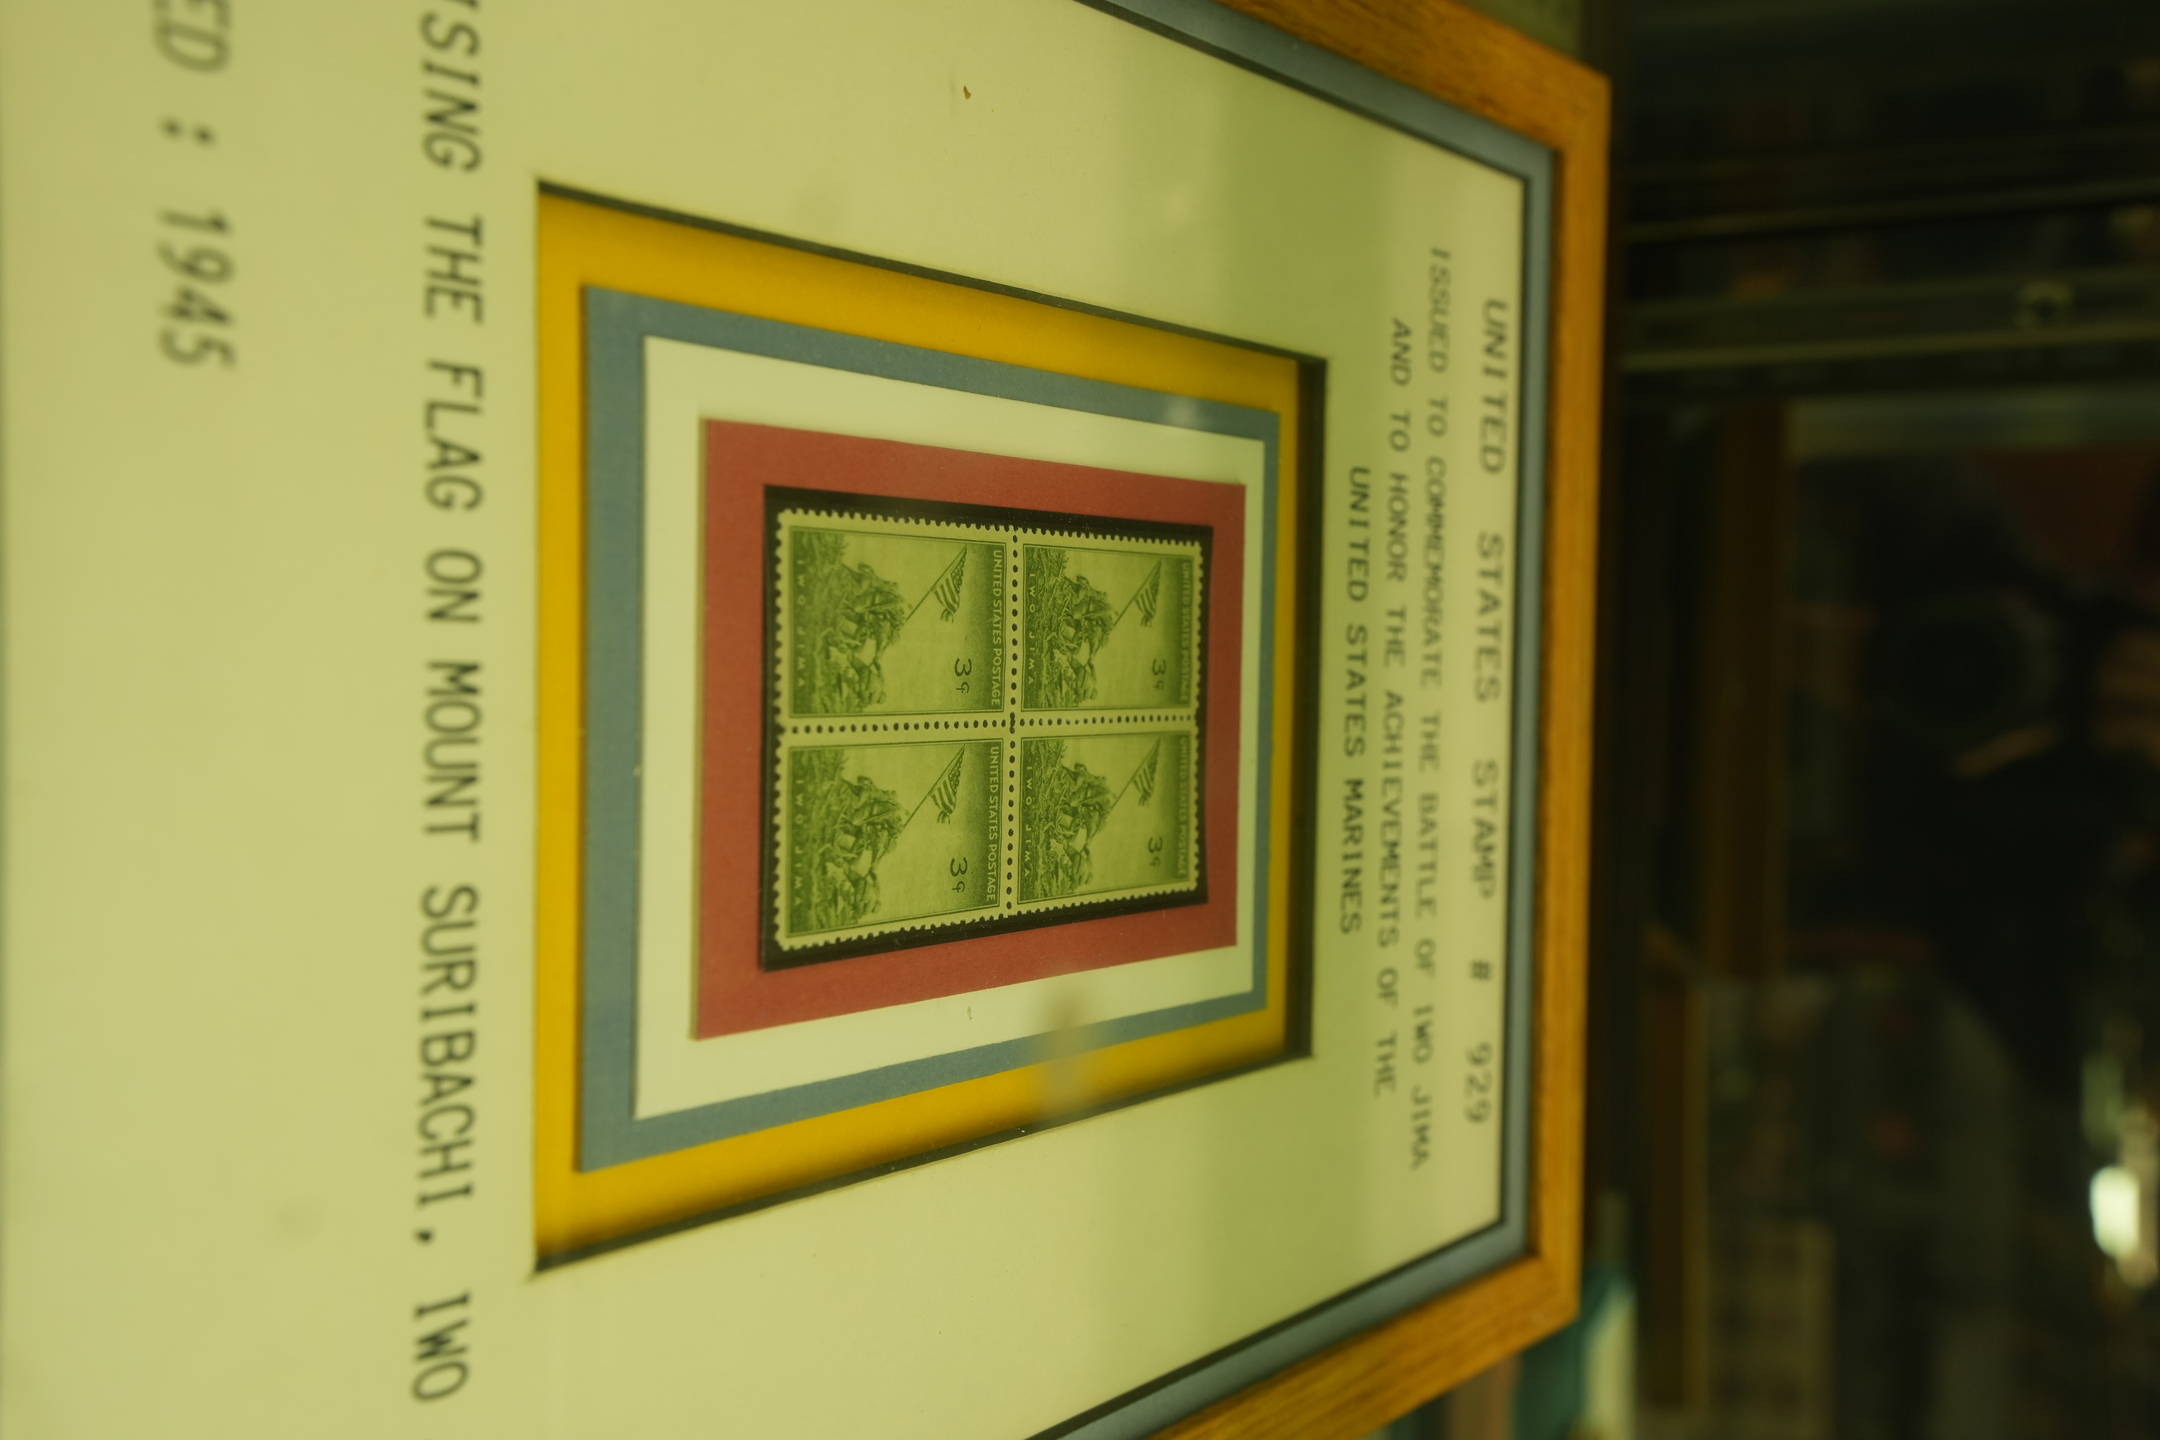 UNITED STATES STAMP # 929
ISSUED TO COMMEMORATE THE BATTLE OF IWO JIMA
AND TO HONOR THE ACHIEVEMENTS OF THE
UNITED STATES MARINES
UNITED STATES POSTAGE
3¢
IWO JIMA
UNITED STATES POSTAGE
3¢
IWO JIMA
UNITED STATES POSTAGE
3¢
IWO JIMA
UNITED STATES POSTAGE
3¢
IWO JIMA
ISING THE FLAG ON MOUNT SURIBACHI, IWO
ED : 1945